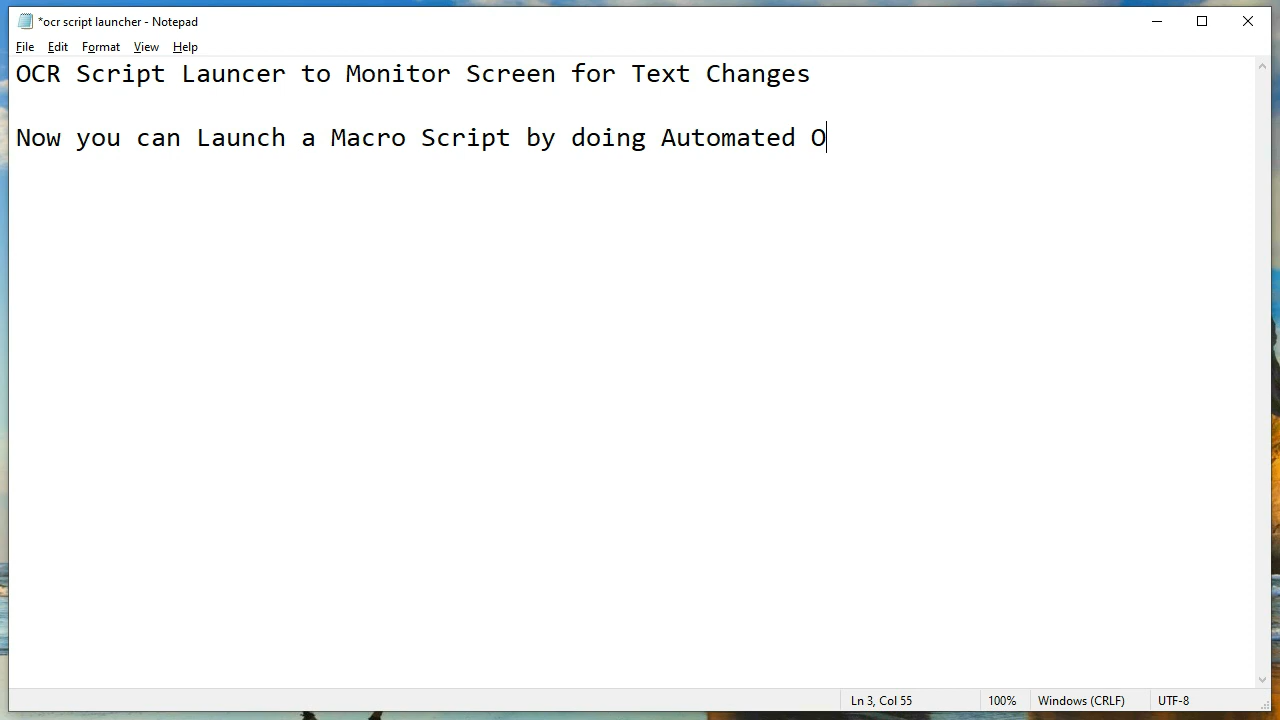 *ocr script launcher - Notepad
File Edit Format View Help
OCR Script Launcer to Monitor Screen for Text Changes
Now you can Launch a Macro Script by doing Automated O
Ln 3, Col 55 100% Windows (CRLF) UTF-8